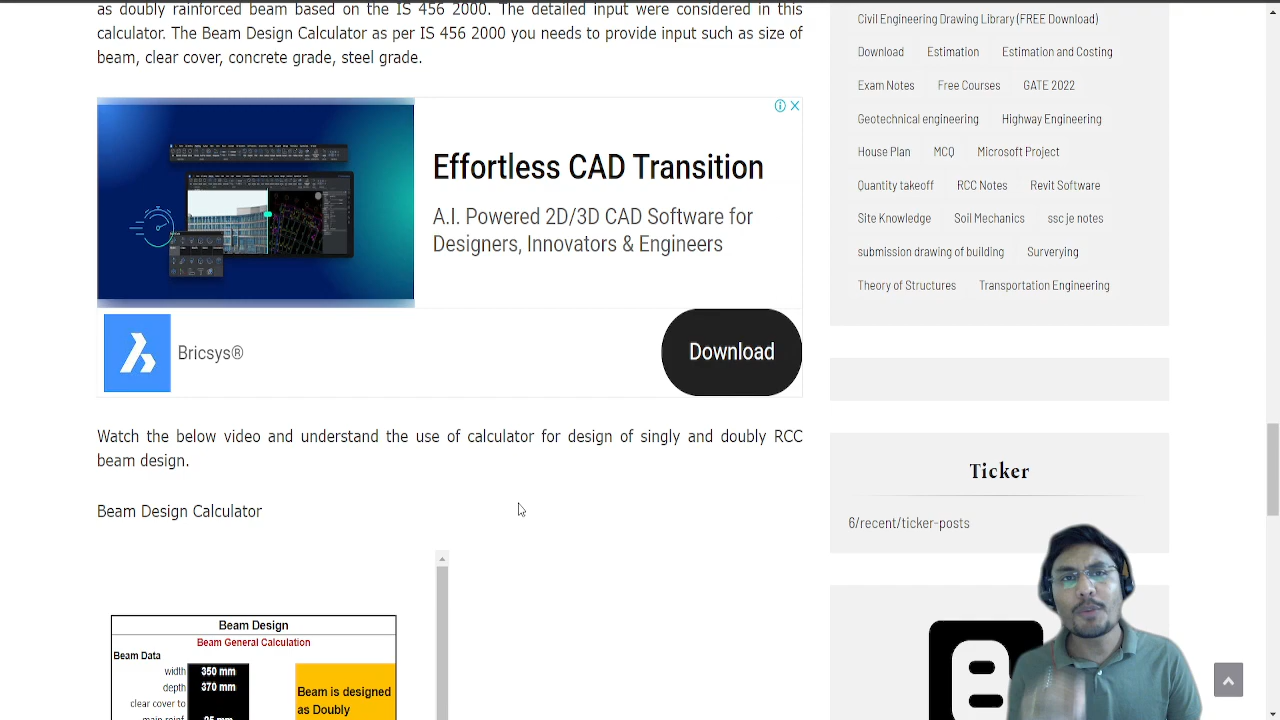 as doubly rainforced beam based on the IS 456 2000. The detailed input were considered in this
calculator. The Beam Design Calculator as per IS 456 2000 you needs to provide input such as size of
beam, clear cover, concrete grade, steel grade.
Effortless CAD Transition
A.I. Powered 2D/3D CAD Software for
Designers, Innovators & Engineers
Bricsys®
Download
Watch the below video and understand the use of calculator for design of singly and doubly RCC
beam design.
Beam Design Calculator
Beam Design
Beam General Calculation
Beam Data
width 350 mm
depth 370 mm
clear cover to
Beam is designed
as Doubly
Civil Engineering Drawing Library (FREE Download)
Download Estimation Estimation and Costing
Exam Notes Free Courses GATE 2022
Geotechnical engineering Highway Engineering
House Plan MCQ Microsoft Project
Quantity takeoff RCC Notes Revit Software
Site Knowledge Soil Mechanics ssc je notes
submission drawing of building Surverying
Theory of Structures Transportation Engineering
Ticker
6/recent/ticker-posts